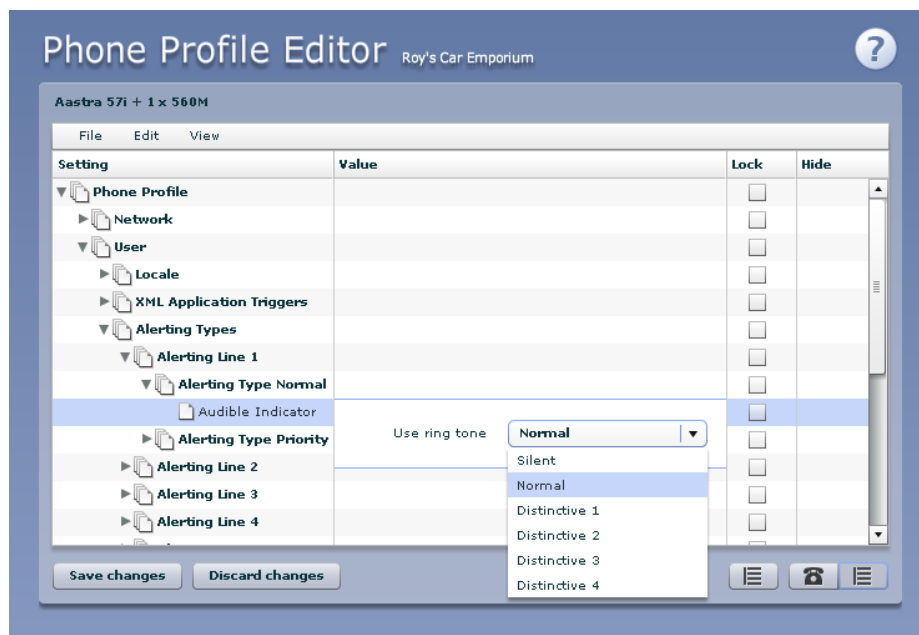 Phone Profile Editor Roy's Car Emporium ?
Aastra 57i + 1 x 560M
File Edit View
Setting Value Lock Hide
Phone Profile
Network
User
Locale
XML Application Triggers
Alerting Types
Alerting Line 1
Alerting Type Normal
Audible Indicator
Use ring tone Normal
Alerting Type Priority
Silent
Alerting Line 2
Normal
Alerting Line 3
Distinctive 1
Alerting Line 4
Distinctive 2
Distinctive 3
Distinctive 4
Save changes Discard changes